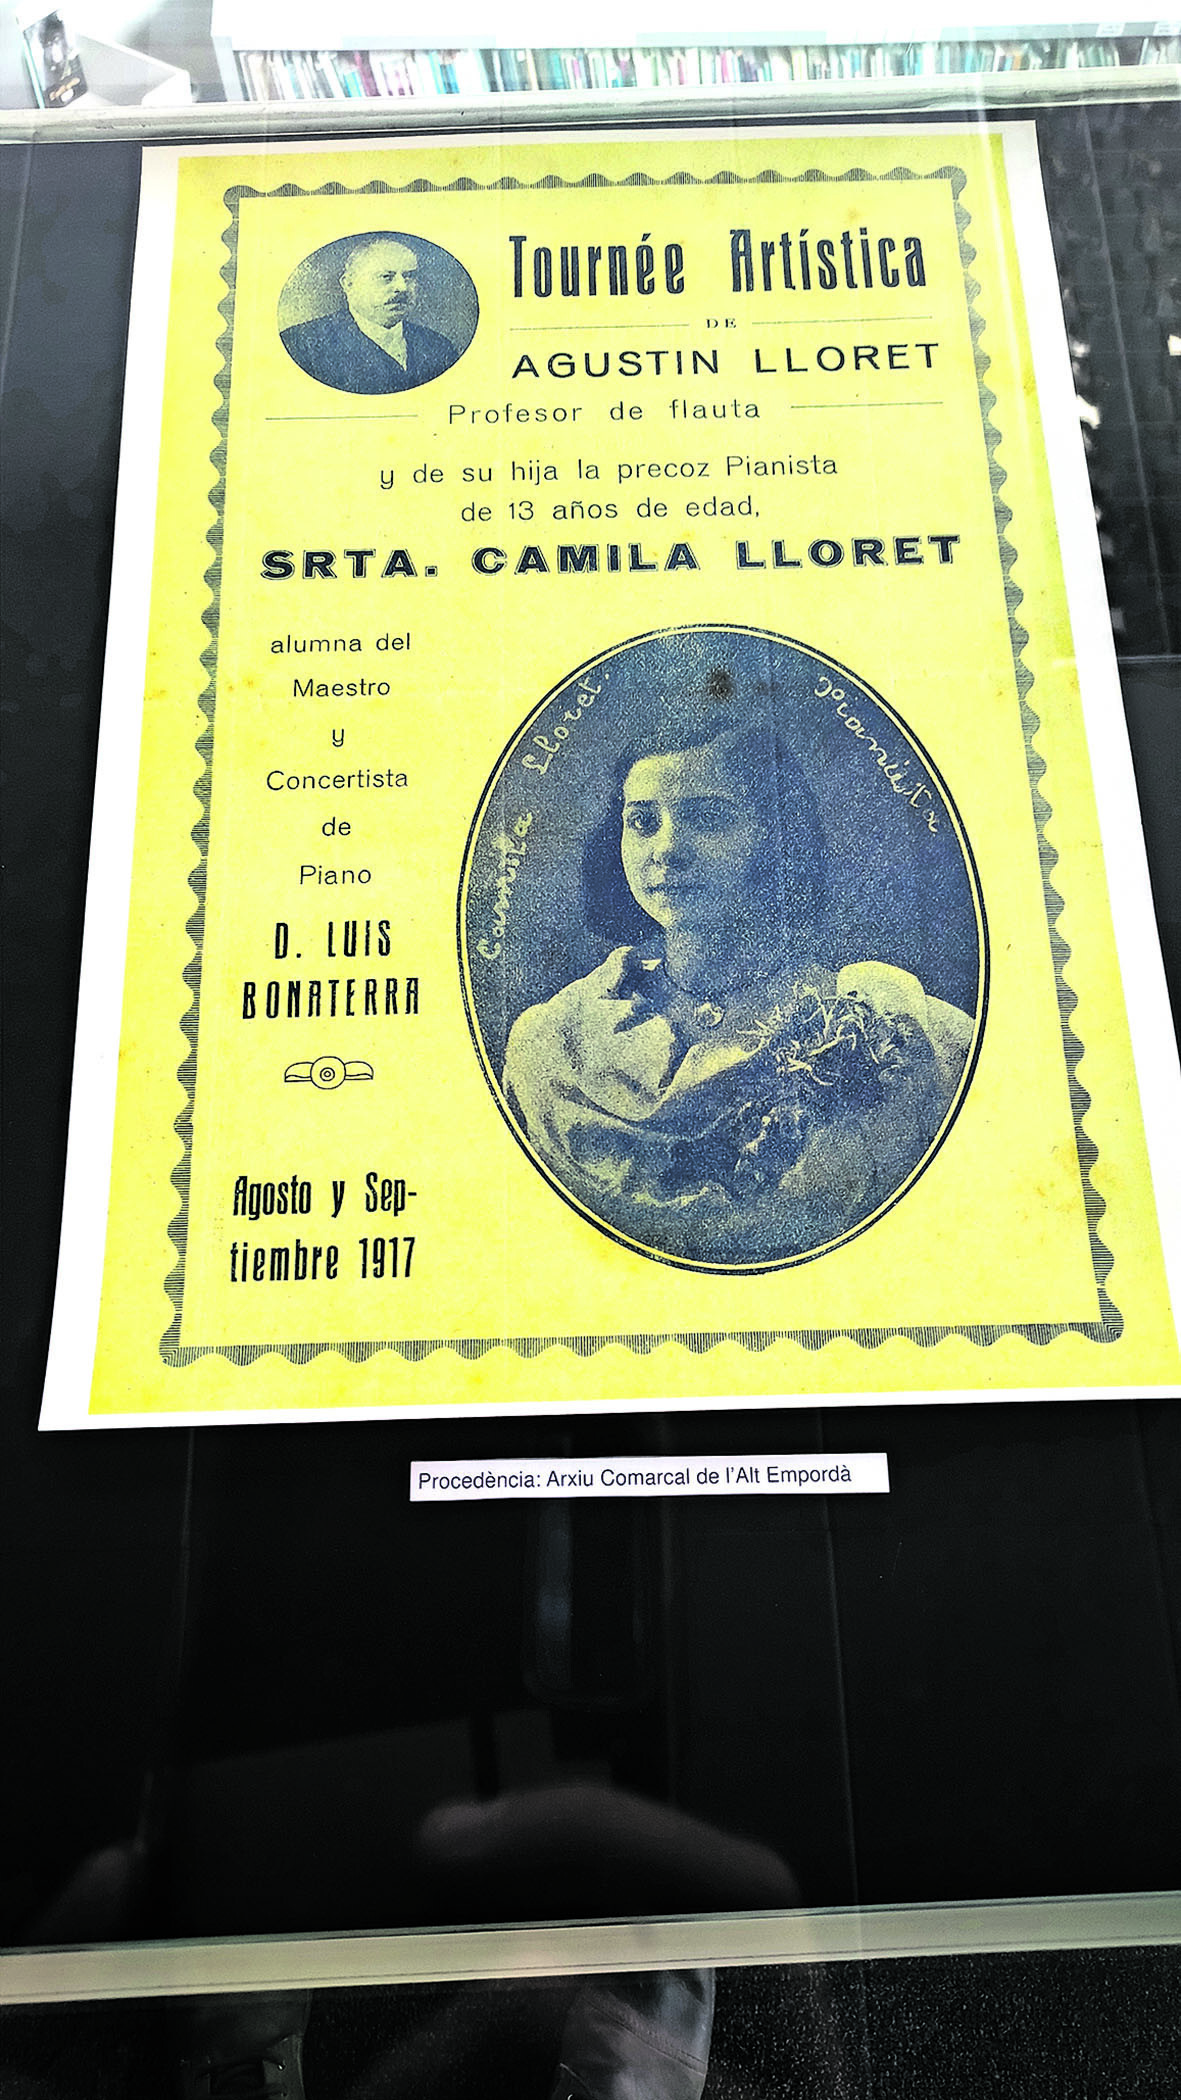 Tournée Artística
DE
AGUSTIN LLORET
Profesor de flauta
y de su hija la precoz Pianista
de 13 años de edad,
SRTA. CAMILA LLORET
alumna del
Maestro
y
Concertista
de
Piano
D. LUIS
BONATERRA
Agosto y Sep-
tiembre 1917
Lloret.
Procedència: Arxiu Comarcal de l'Alt Empordà